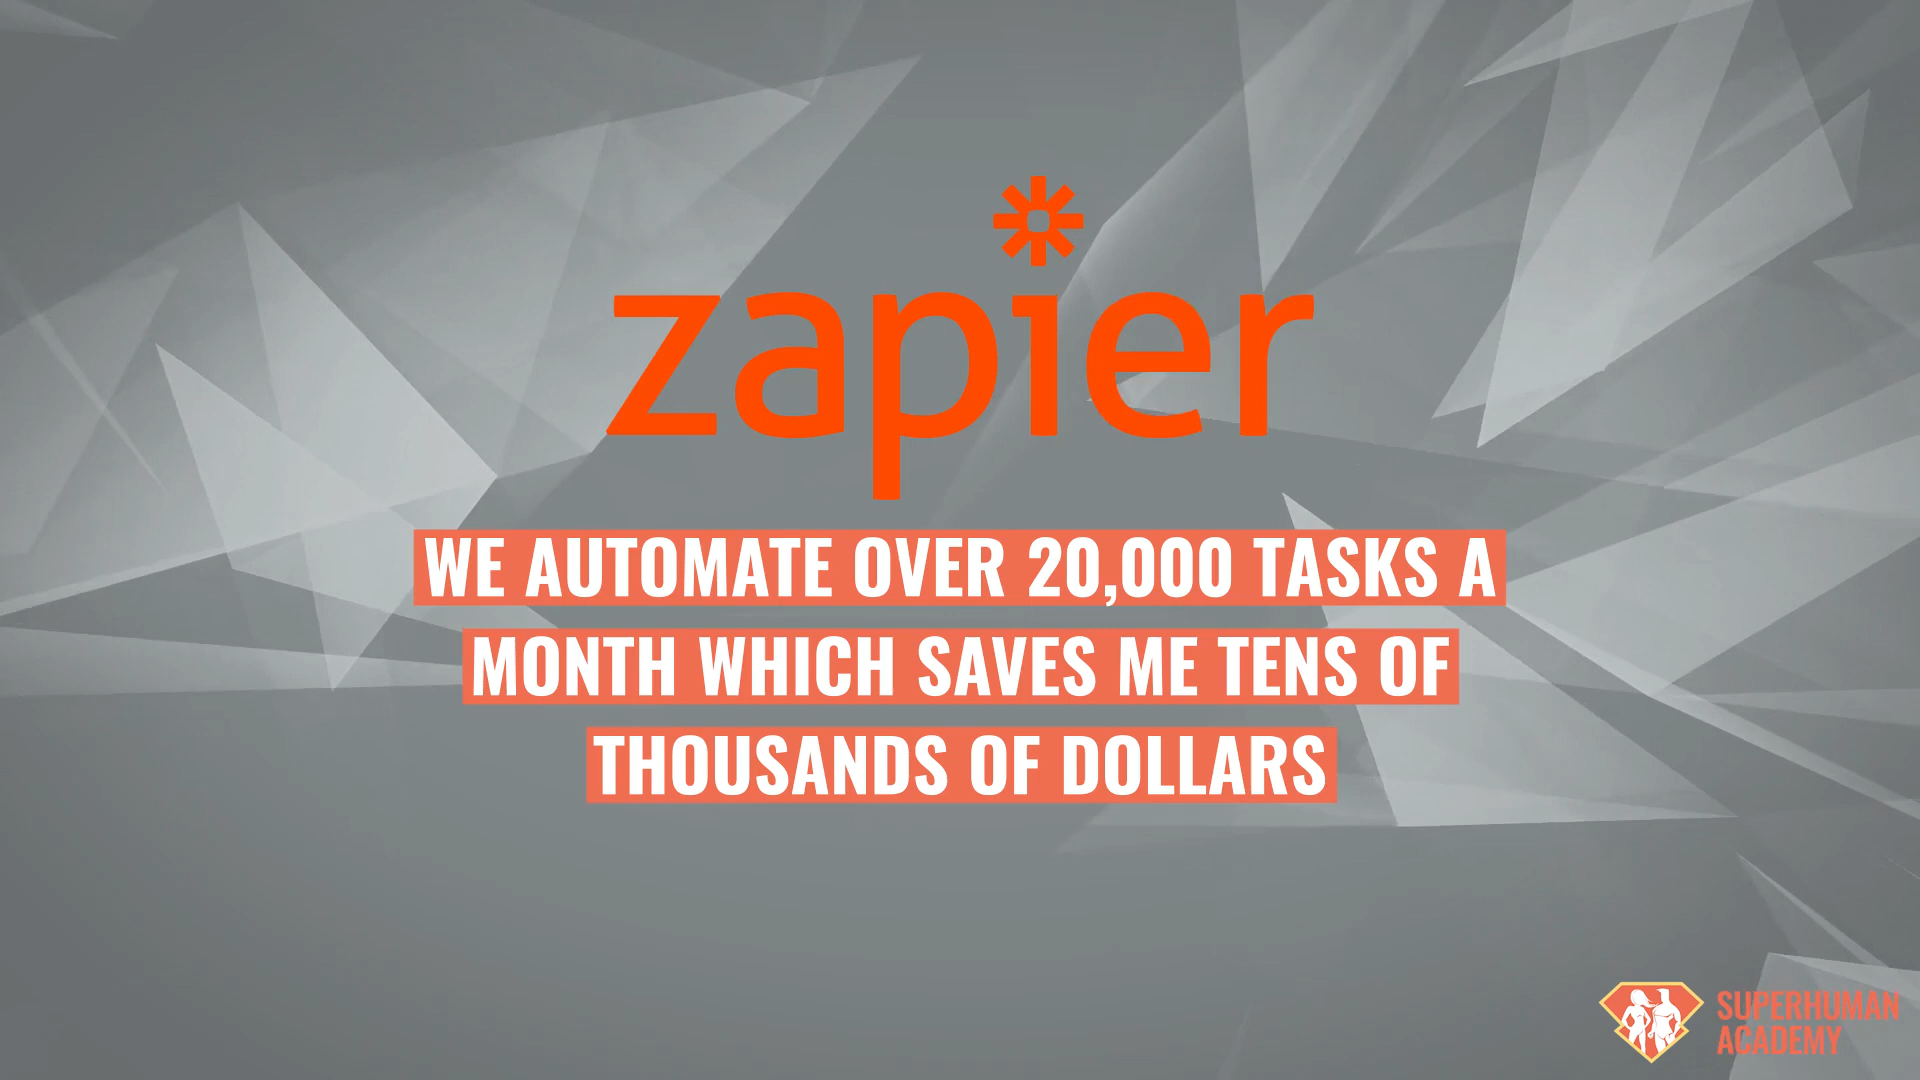 zapier
WE AUTOMATE OVER 20,000 TASKS A
MONTH WHICH SAVES ME TENS OF
THOUSANDS OF DOLLARS
SUPERHUMAN
ACADEMY